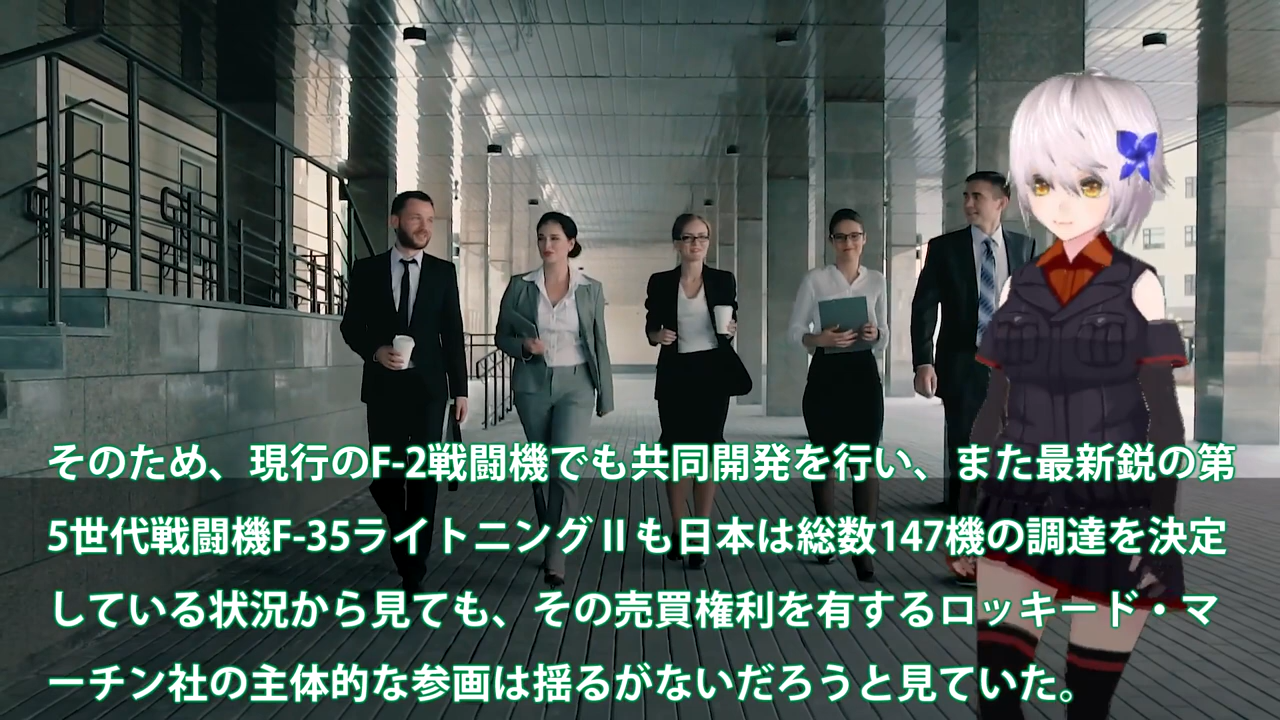 そのため、現行のF-2戦闘機でも共同開発を行い、また最新鋭の第
5世代戦闘機F-35ライトニングⅡも日本は総数147機の調達を決定
している状況から見ても、その売買権利を有するロッキード・マ
ーチン社の主体的な参画は揺るがないだろうと見ていた。